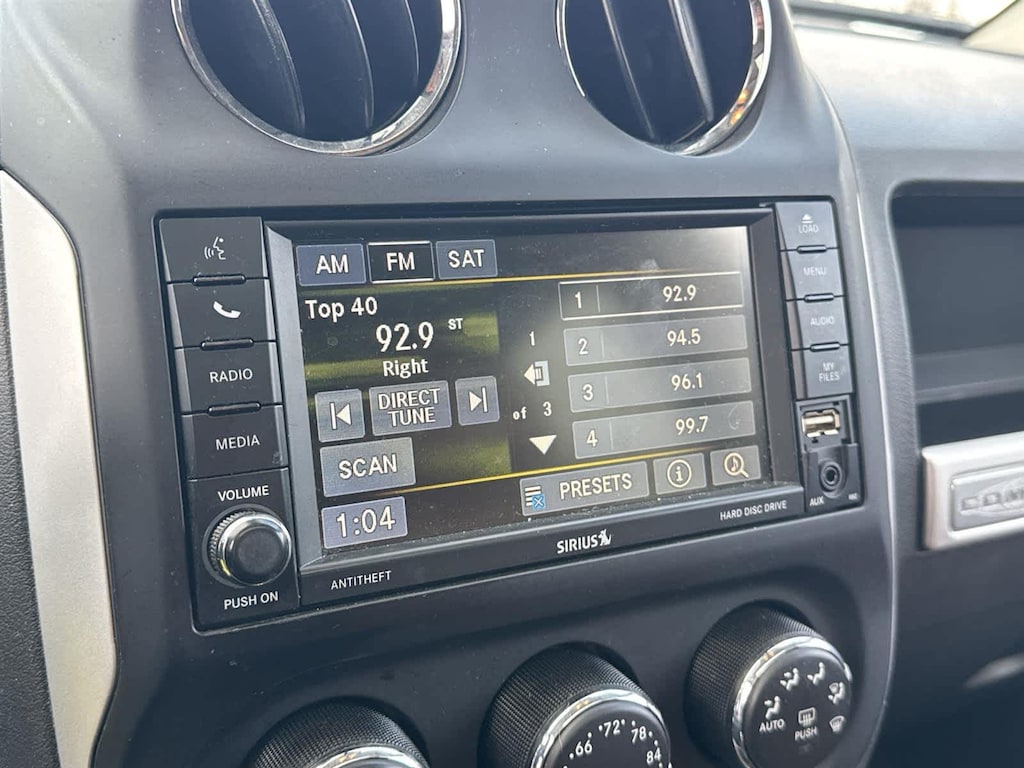 AM FM SAT
Top 40
92.9 ST
Right
DIRECT
TUNE
SCAN
1:04
1
of 3
1 92.9
2 94.5
3 96.1
4 99.7
PRESETS
RADIO
MEDIA
VOLUME
PUSH ON
LOAD
MENU
AUDIO
MY
FILES
AUX
ANTITHEFT
SIRIUS
HARD DISC DRIVE
66 72 78 84
AUTO
PUSH